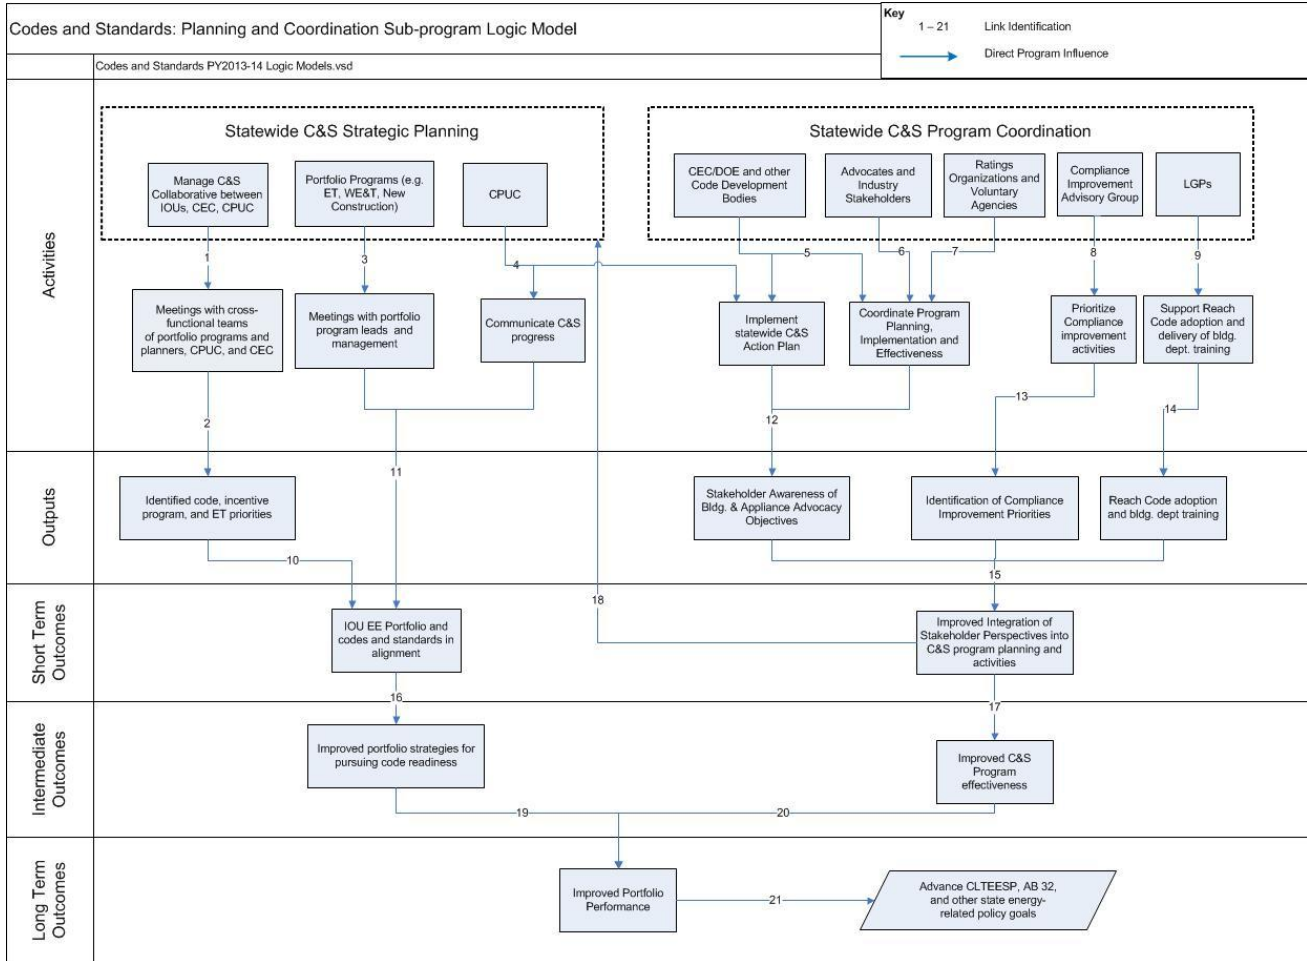 Codes and Standards: Planning and Coordination Sub-program Logic Model
Key
1 – 21
Link Identification
Direct Program Influence
Codes and Standards PY2013-14 Logic Models.vsd
Activities
Statewide C&S Strategic Planning
Manage C&S
Collaborative between
IOUs, CEC, CPUC
Portfolio Programs (e.g.
ET, WE&T, New
Construction)
CPUC
Statewide C&S Program Coordination
CEC/DOE and other
Code Development
Bodies
Advocates and
Industry
Stakeholders
Ratings
Organizations and
Voluntary
Agencies
Compliance
Improvement
Advisory Group
LGPs
1
3
4
5
6
7
8
9
Meetings with cross-
functional teams
of portfolio programs and
planners, CPUC, and CEC
Meetings with portfolio
program leads and
management
Communicate C&S
progress
Implement
statewide C&S
Action Plan
Coordinate Program
Planning,
Implementation and
Effectiveness
Prioritize
Compliance
improvement
activities
Support Reach
Code adoption and
delivery of bldg.
dept. training
2
11
12
13
14
Outputs
Identified code, incentive
program, and ET priorities
Stakeholder Awareness of
Bldg. & Appliance Advocacy
Objectives
Identification of Compliance
Improvement Priorities
Reach Code adoption
and bldg. dept training
10
15
18
Short Term
Outcomes
IOU EE Portfolio and
codes and standards in
alignment
Improved Integration of
Stakeholder Perspectives into
C&S program planning and
activities
16
17
Intermediate
Outcomes
Improved portfolio strategies for
pursuing code readiness
Improved C&S
Program
effectiveness
19
20
Long Term
Outcomes
Improved Portfolio
Performance
21
Advance CLTEESP, AB 32,
and other state energy-
related policy goals